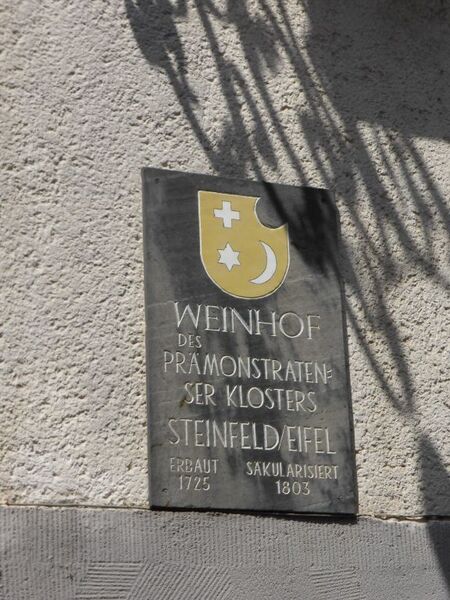 WEINHOF
DES
PRÄMONSTRATEN=
SER KLOSTERS
STEINFELD/EIFEL
ERBAUT SÄKULARISIERT
1725 1803